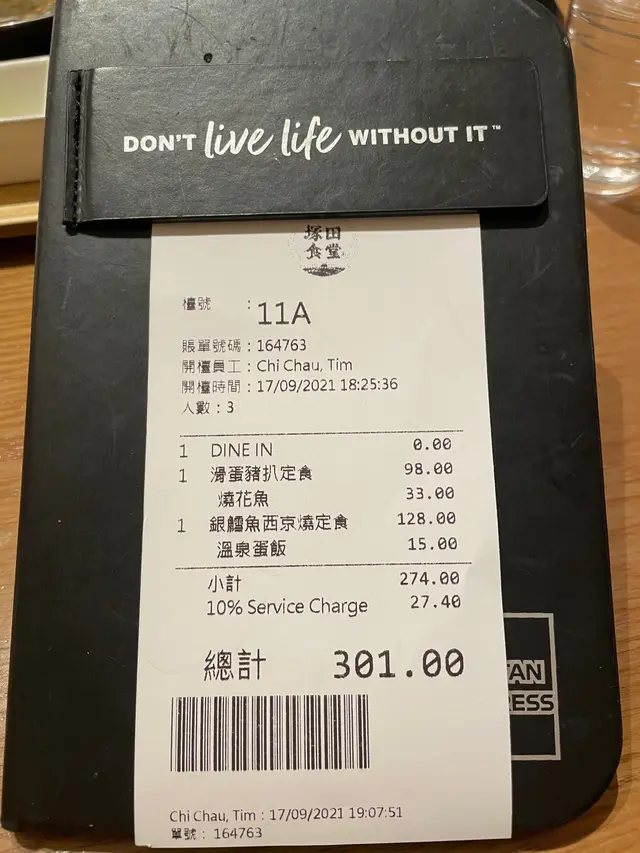 DON'T live life WITHOUT IT™
塚田
食堂
檯號 : 11A
賬單號碼 : 164763
開檯員工 : Chi Chau, Tim
開檯時間 : 17/09/2021 18:25:36
人數 : 3
1 DINE IN 0.00
1 滑蛋豬扒定食 98.00
燒花魚 33.00
1 銀鱈魚西京燒定食 128.00
溫泉蛋飯 15.00
小計 274.00
10% Service Charge 27.40
總計 301.00
Chi Chau, Tim : 17/09/2021 19:07:51
單號 : 164763